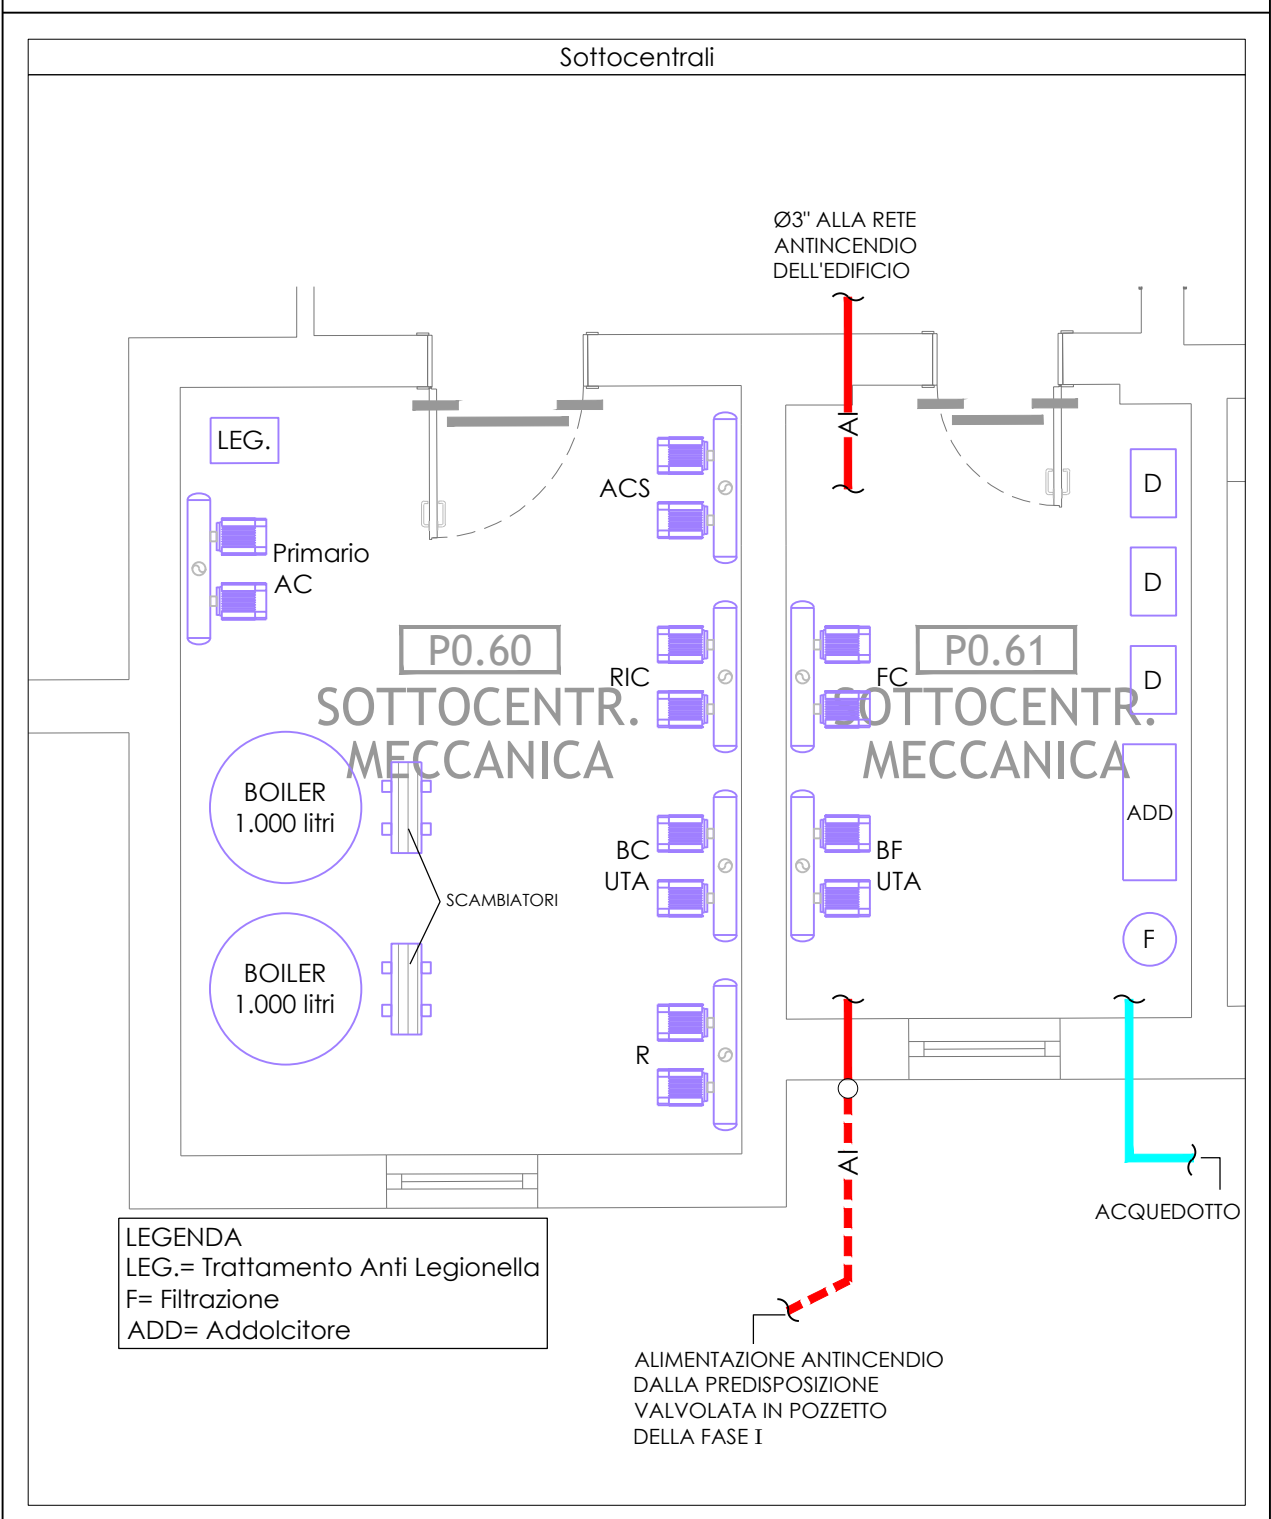 Sottocentrali
Ø3" ALLA RETE
ANTINCENDIO
DELL'EDIFICIO
AI
LEG.
ACS
Primario
AC
D
D
D
P0.60
SOTTOCENTR.
MECCANICA
RIC
FC
P0.61
SOTTOCENTR.
MECCANICA
BOILER
1.000 litri
ADD
BC
UTA
BF
UTA
SCAMBIATORI
F
BOILER
1.000 litri
R
AI
ACQUEDOTTO
LEGENDA
LEG.= Trattamento Anti Legionella
F= Filtrazione
ADD= Addolcitore
ALIMENTAZIONE ANTINCENDIO
DALLA PREDISPOSIZIONE
VALVOLATA IN POZZETTO
DELLA FASE I